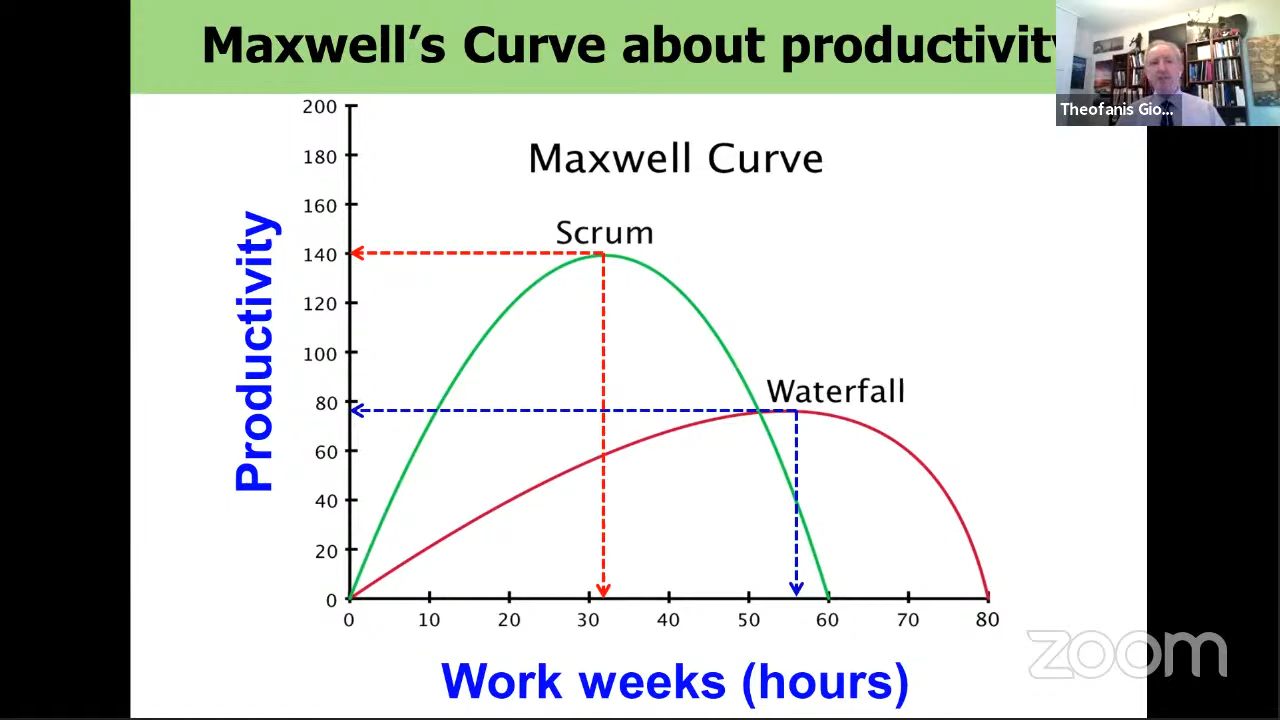 Maxwell's Curve about productivity
Theofanis Gio...
200
180
160
140
120
100
80
60
40
20
0
Maxwell Curve
Scrum
Waterfall
Productivity
0 10 20 30 40 50 60 70 80
Work weeks (hours)
zoom